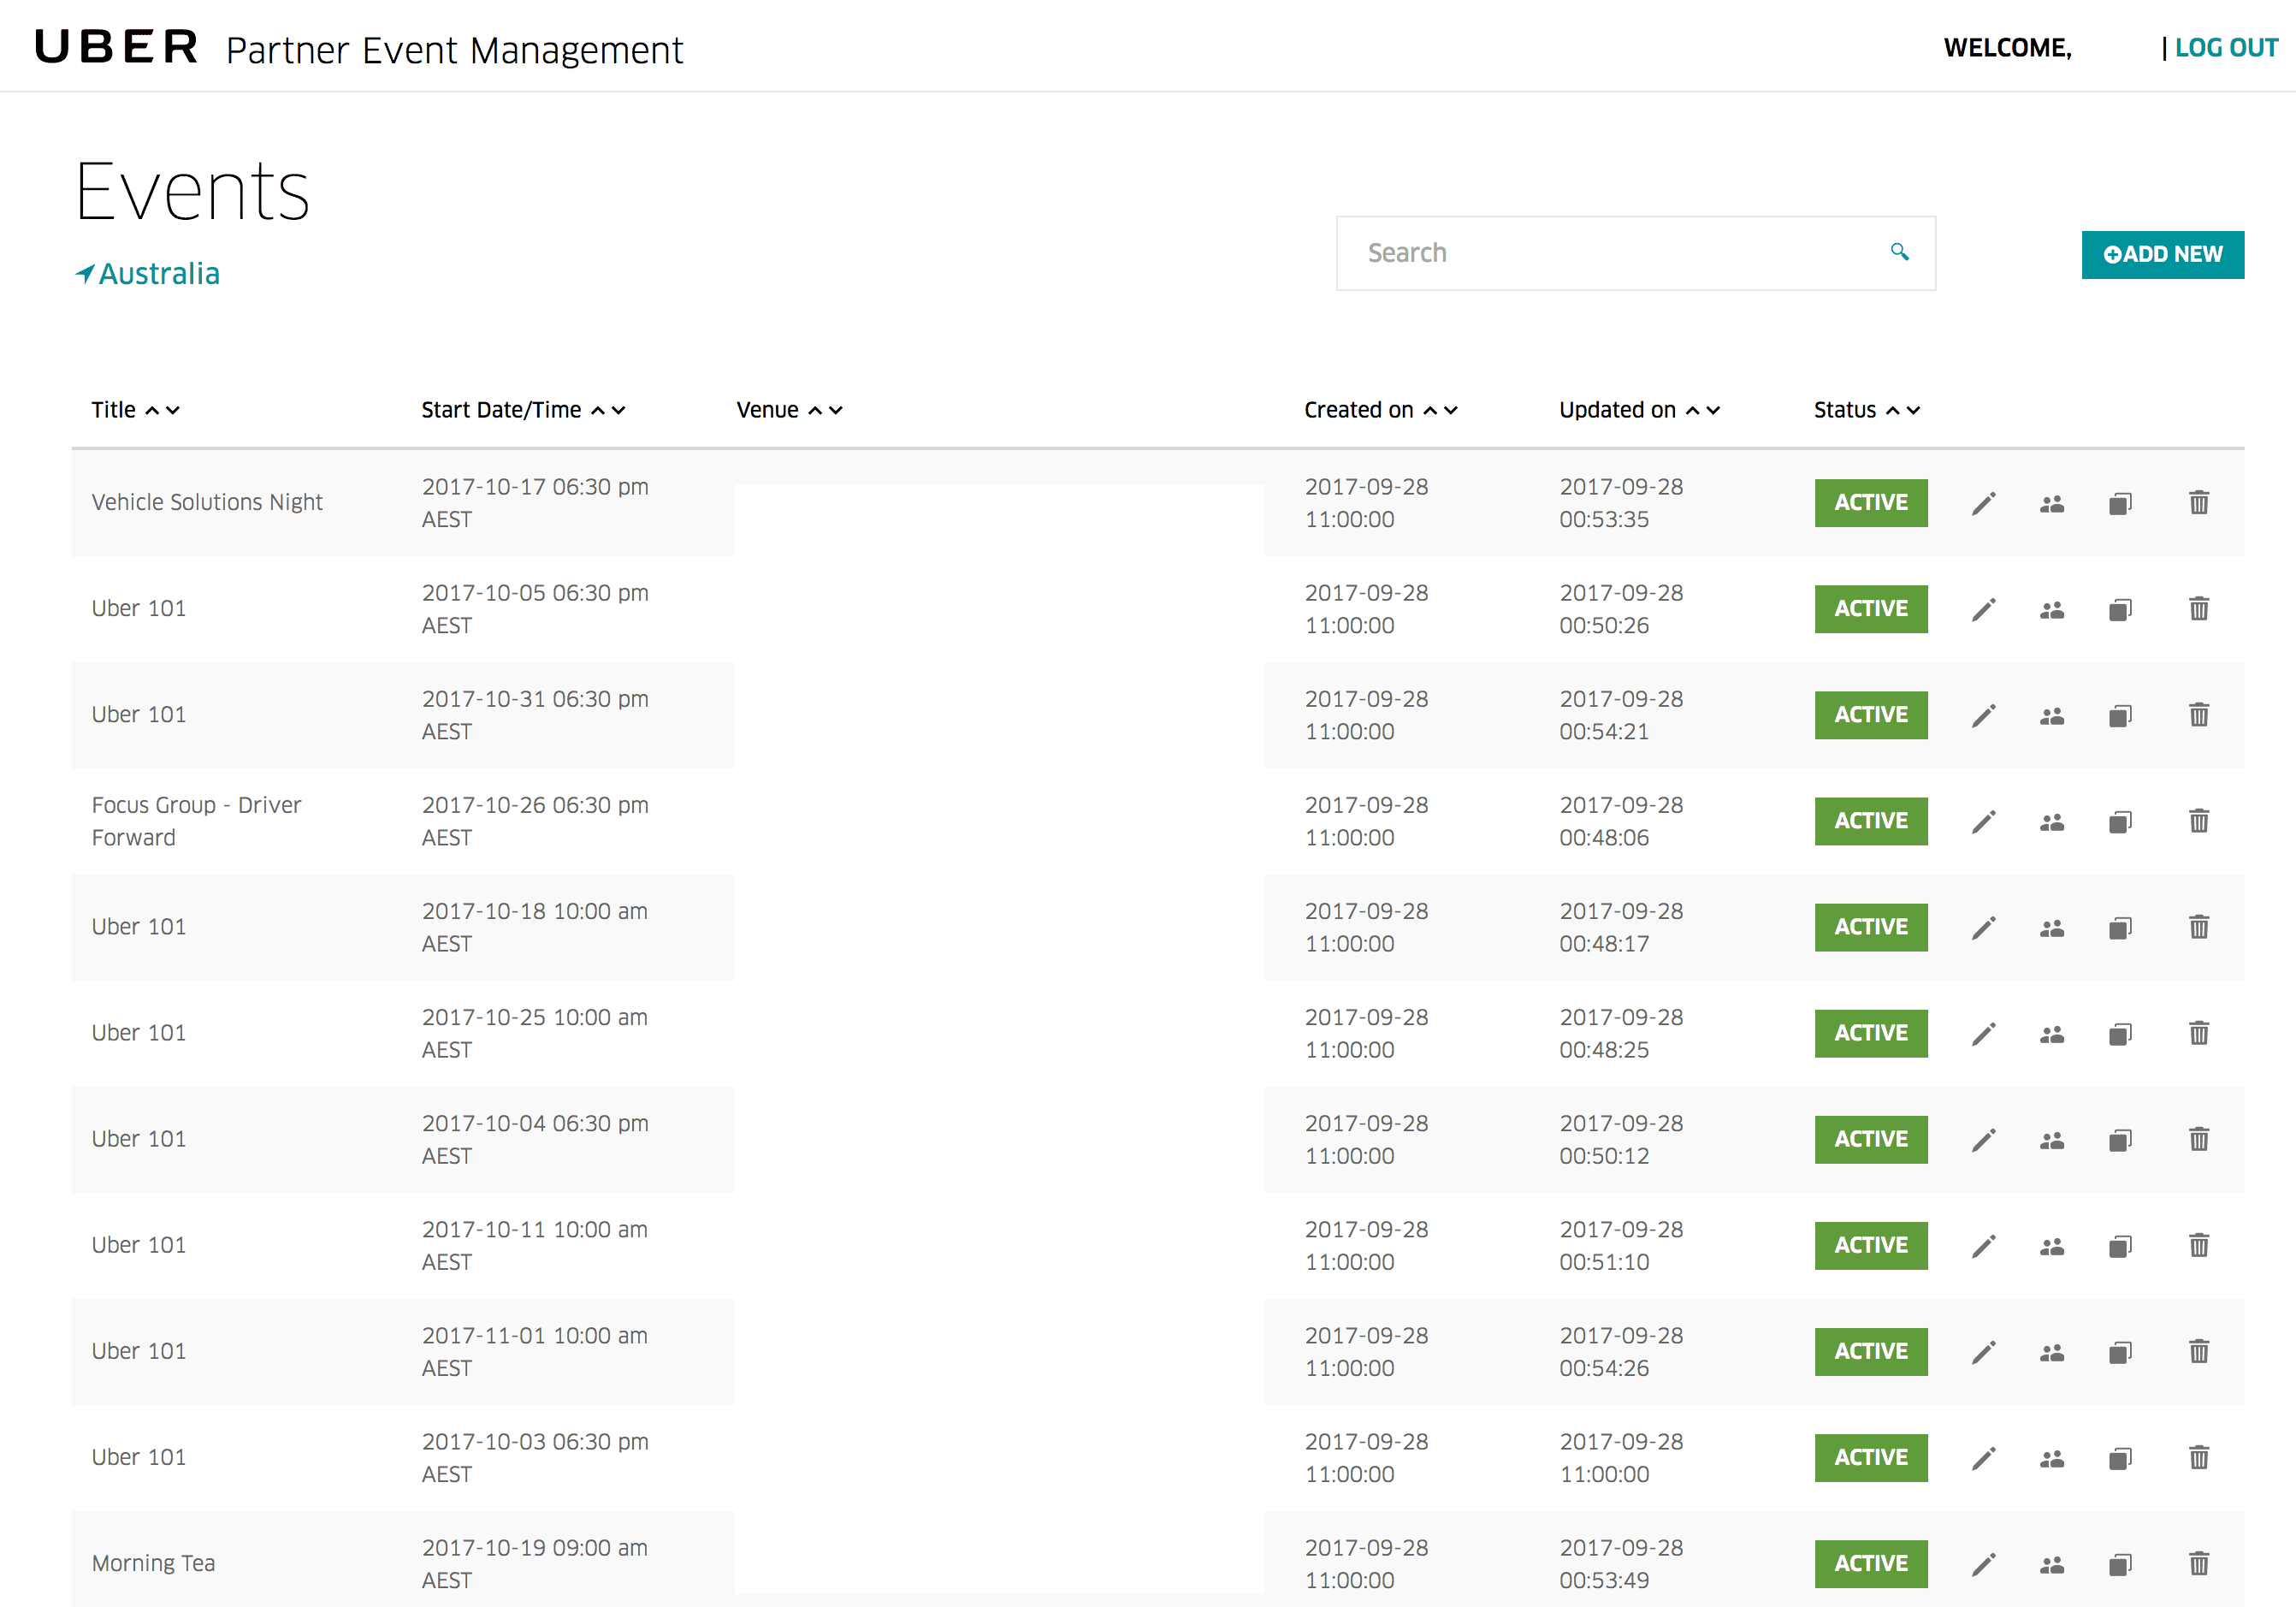 UBER Partner Event Management WELCOME, | LOG OUT
Events
Australia
Search
ADD NEW
Title Start Date/Time Venue Created on Updated on Status
Vehicle Solutions Night 2017-10-17 06:30 pm AEST 2017-09-28 11:00:00 2017-09-28 00:53:35 ACTIVE
Uber 101 2017-10-05 06:30 pm AEST 2017-09-28 11:00:00 2017-09-28 00:50:26 ACTIVE
Uber 101 2017-10-31 06:30 pm AEST 2017-09-28 11:00:00 2017-09-28 00:54:21 ACTIVE
Focus Group - Driver Forward 2017-10-26 06:30 pm AEST 2017-09-28 11:00:00 2017-09-28 00:48:06 ACTIVE
Uber 101 2017-10-18 10:00 am AEST 2017-09-28 11:00:00 2017-09-28 00:48:17 ACTIVE
Uber 101 2017-10-25 10:00 am AEST 2017-09-28 11:00:00 2017-09-28 00:48:25 ACTIVE
Uber 101 2017-10-04 06:30 pm AEST 2017-09-28 11:00:00 2017-09-28 00:50:12 ACTIVE
Uber 101 2017-10-11 10:00 am AEST 2017-09-28 11:00:00 2017-09-28 00:51:10 ACTIVE
Uber 101 2017-11-01 10:00 am AEST 2017-09-28 11:00:00 2017-09-28 00:54:26 ACTIVE
Uber 101 2017-10-03 06:30 pm AEST 2017-09-28 11:00:00 2017-09-28 11:00:00 ACTIVE
Morning Tea 2017-10-19 09:00 am AEST 2017-09-28 11:00:00 2017-09-28 00:53:49 ACTIVE